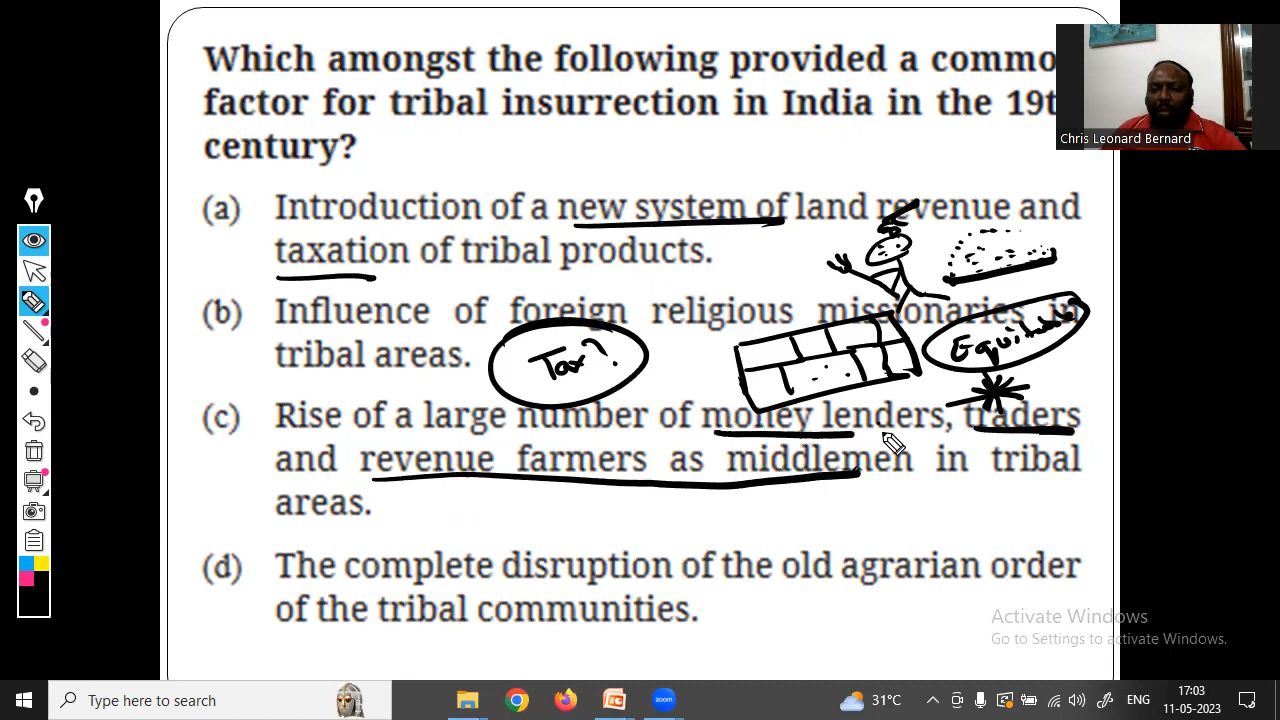 Which amongst the following provided a commo
factor for tribal insurrection in India in the 19t
century?
Chris Leonard Bernard
(a) Introduction of a new system of land revenue and
taxation of tribal products.
(b) Influence of foreign religious missionaries in
tribal areas.
Tax?
Equitable
(c) Rise of a large number of money lenders, traders
and revenue farmers as middlemen in tribal
areas.
(d) The complete disruption of the old agrarian order
of the tribal communities.
Activate Windows
Go to Settings to activate Windows.
Type here to search
zoom
31°C
ENG
17:03
11-05-2023